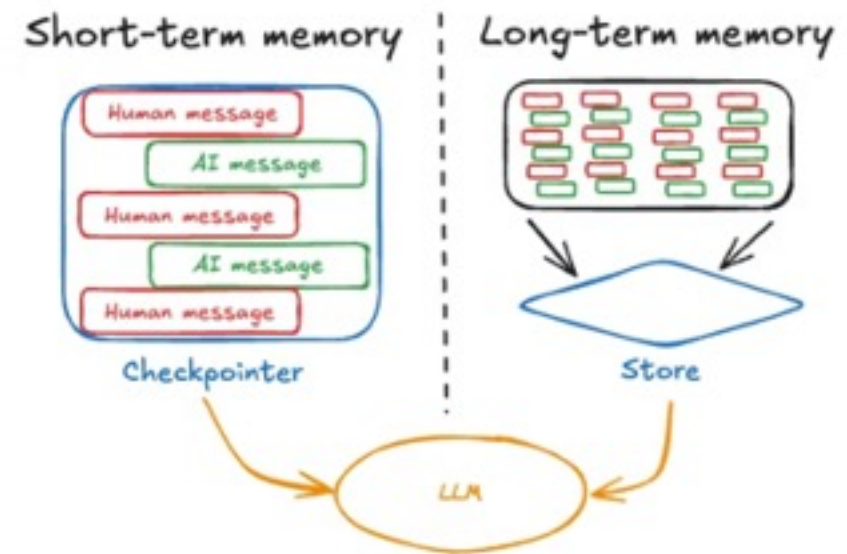 Short-term memory
Long-term memory
Human message
AI message
Human message
AI message
Human message
Checkpointer
Store
LLM